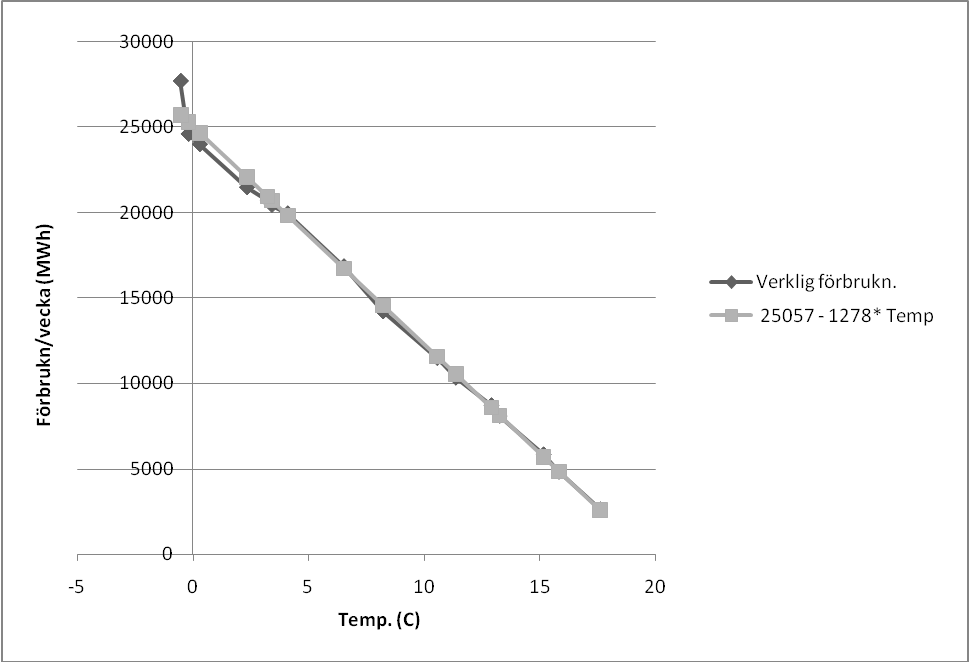 30000
25000
20000
15000
10000
5000
0
-5 0 5 10 15 20
Förbrukn/vecka (MWh)
Temp. (C)
Verklig förbrukn.
25057 - 1278* Temp